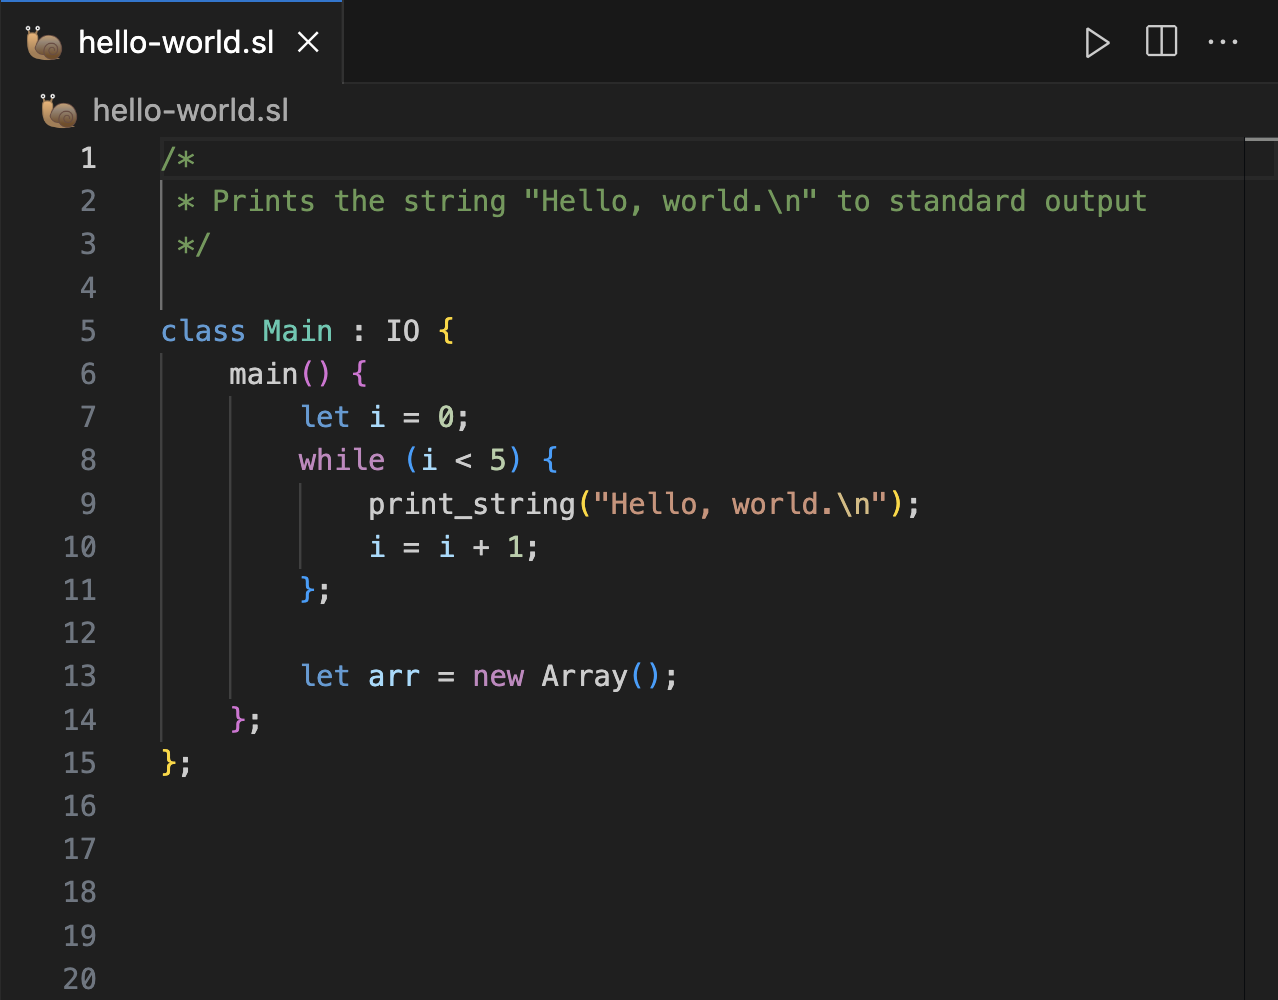 hello-world.sl
hello-world.sl
1 /*
2  * Prints the string "Hello, world.\n" to standard output
3  */
4
5 class Main : IO {
6     main() {
7         let i = 0;
8         while (i < 5) {
9             print_string("Hello, world.\n");
10             i = i + 1;
11         };
12
13         let arr = new Array();
14     };
15 };
16
17
18
19
20